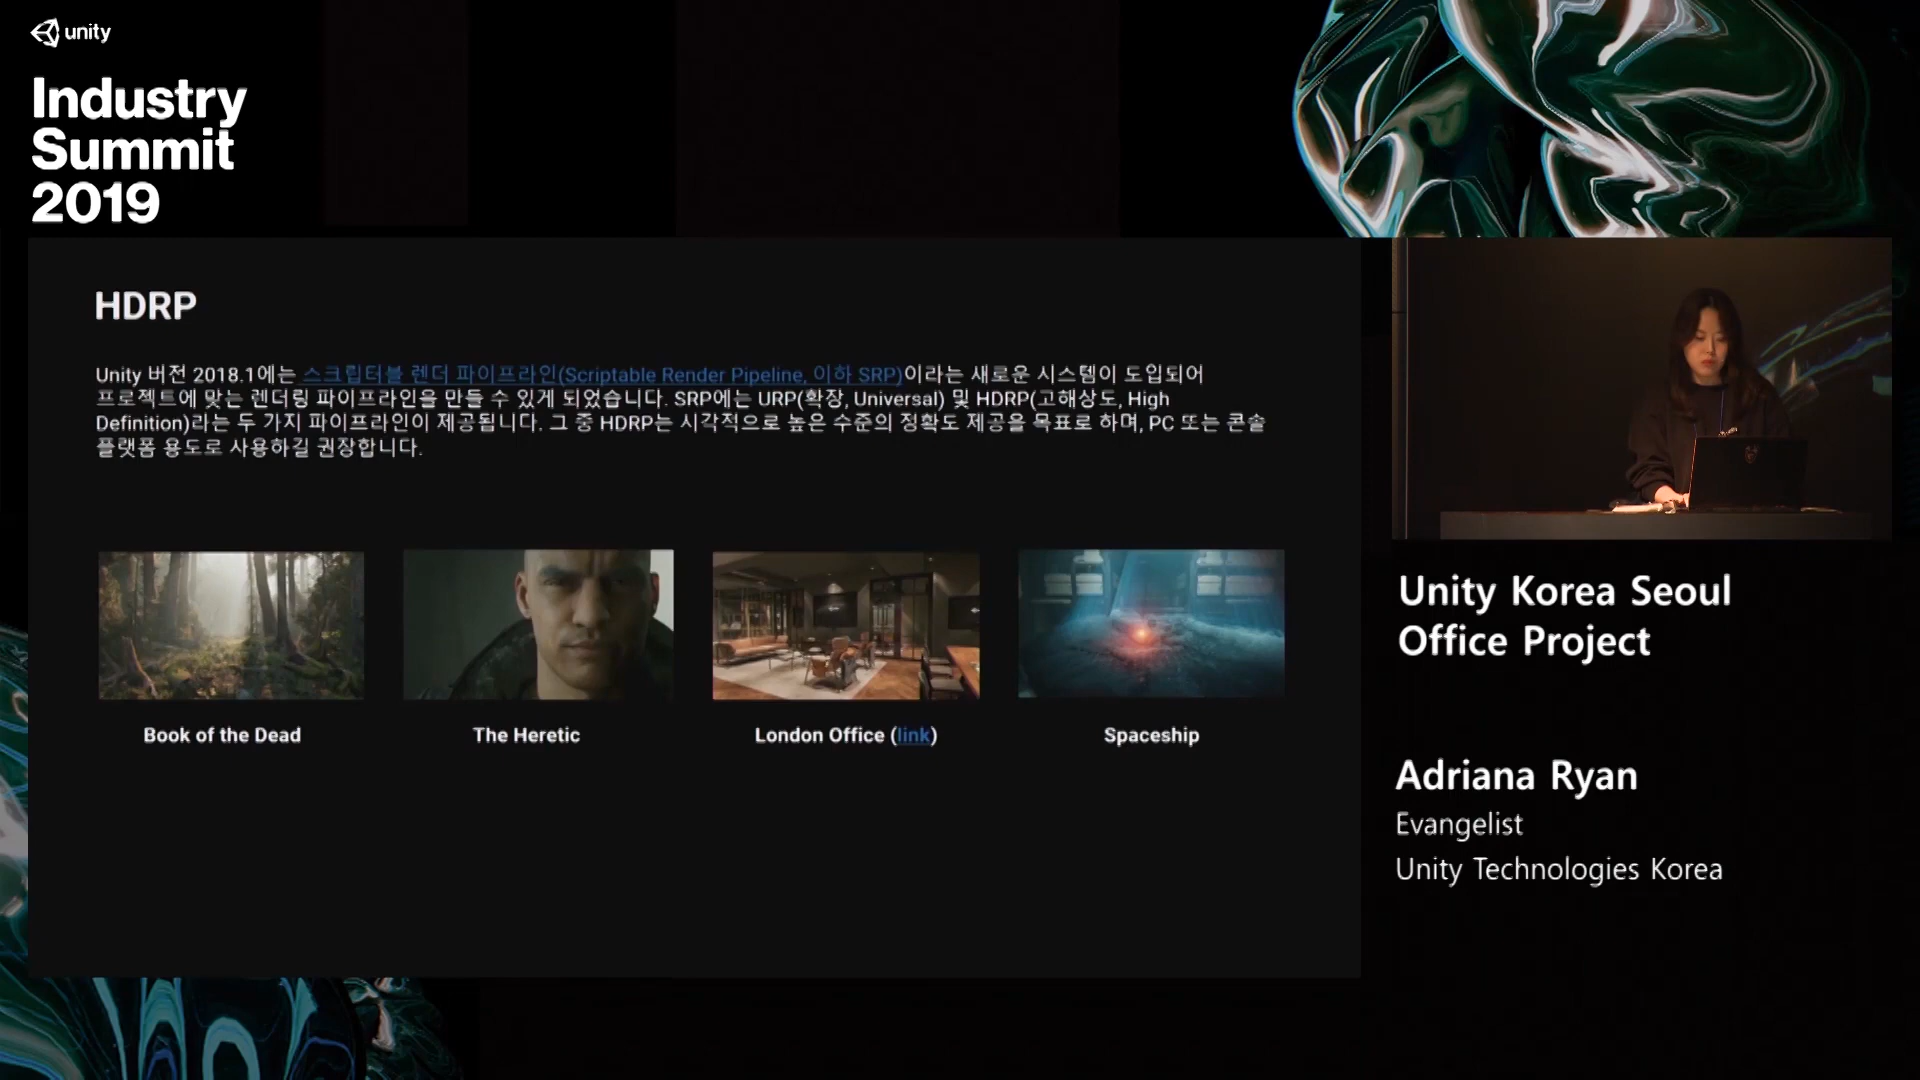 unity
Industry
Summit
2019
HDRP
Unity 버전 2018.1에는 스크립터블 렌더 파이프라인(Scriptable Render Pipeline, 이하 SRP)이라는 새로운 시스템이 도입되어
프로젝트에 맞는 렌더링 파이프라인을 만들 수 있게 되었습니다. SRP에는 URP(확장, Universal) 및 HDRP(고해상도, High
Definition)라는 두 가지 파이프라인이 제공됩니다. 그 중 HDRP는 시각적으로 높은 수준의 정확도 제공을 목표로 하며, PC 또는 콘솔
플랫폼 용도로 사용하길 권장합니다.
Book of the Dead
The Heretic
London Office (link)
Spaceship
Unity Korea Seoul
Office Project
Adriana Ryan
Evangelist
Unity Technologies Korea